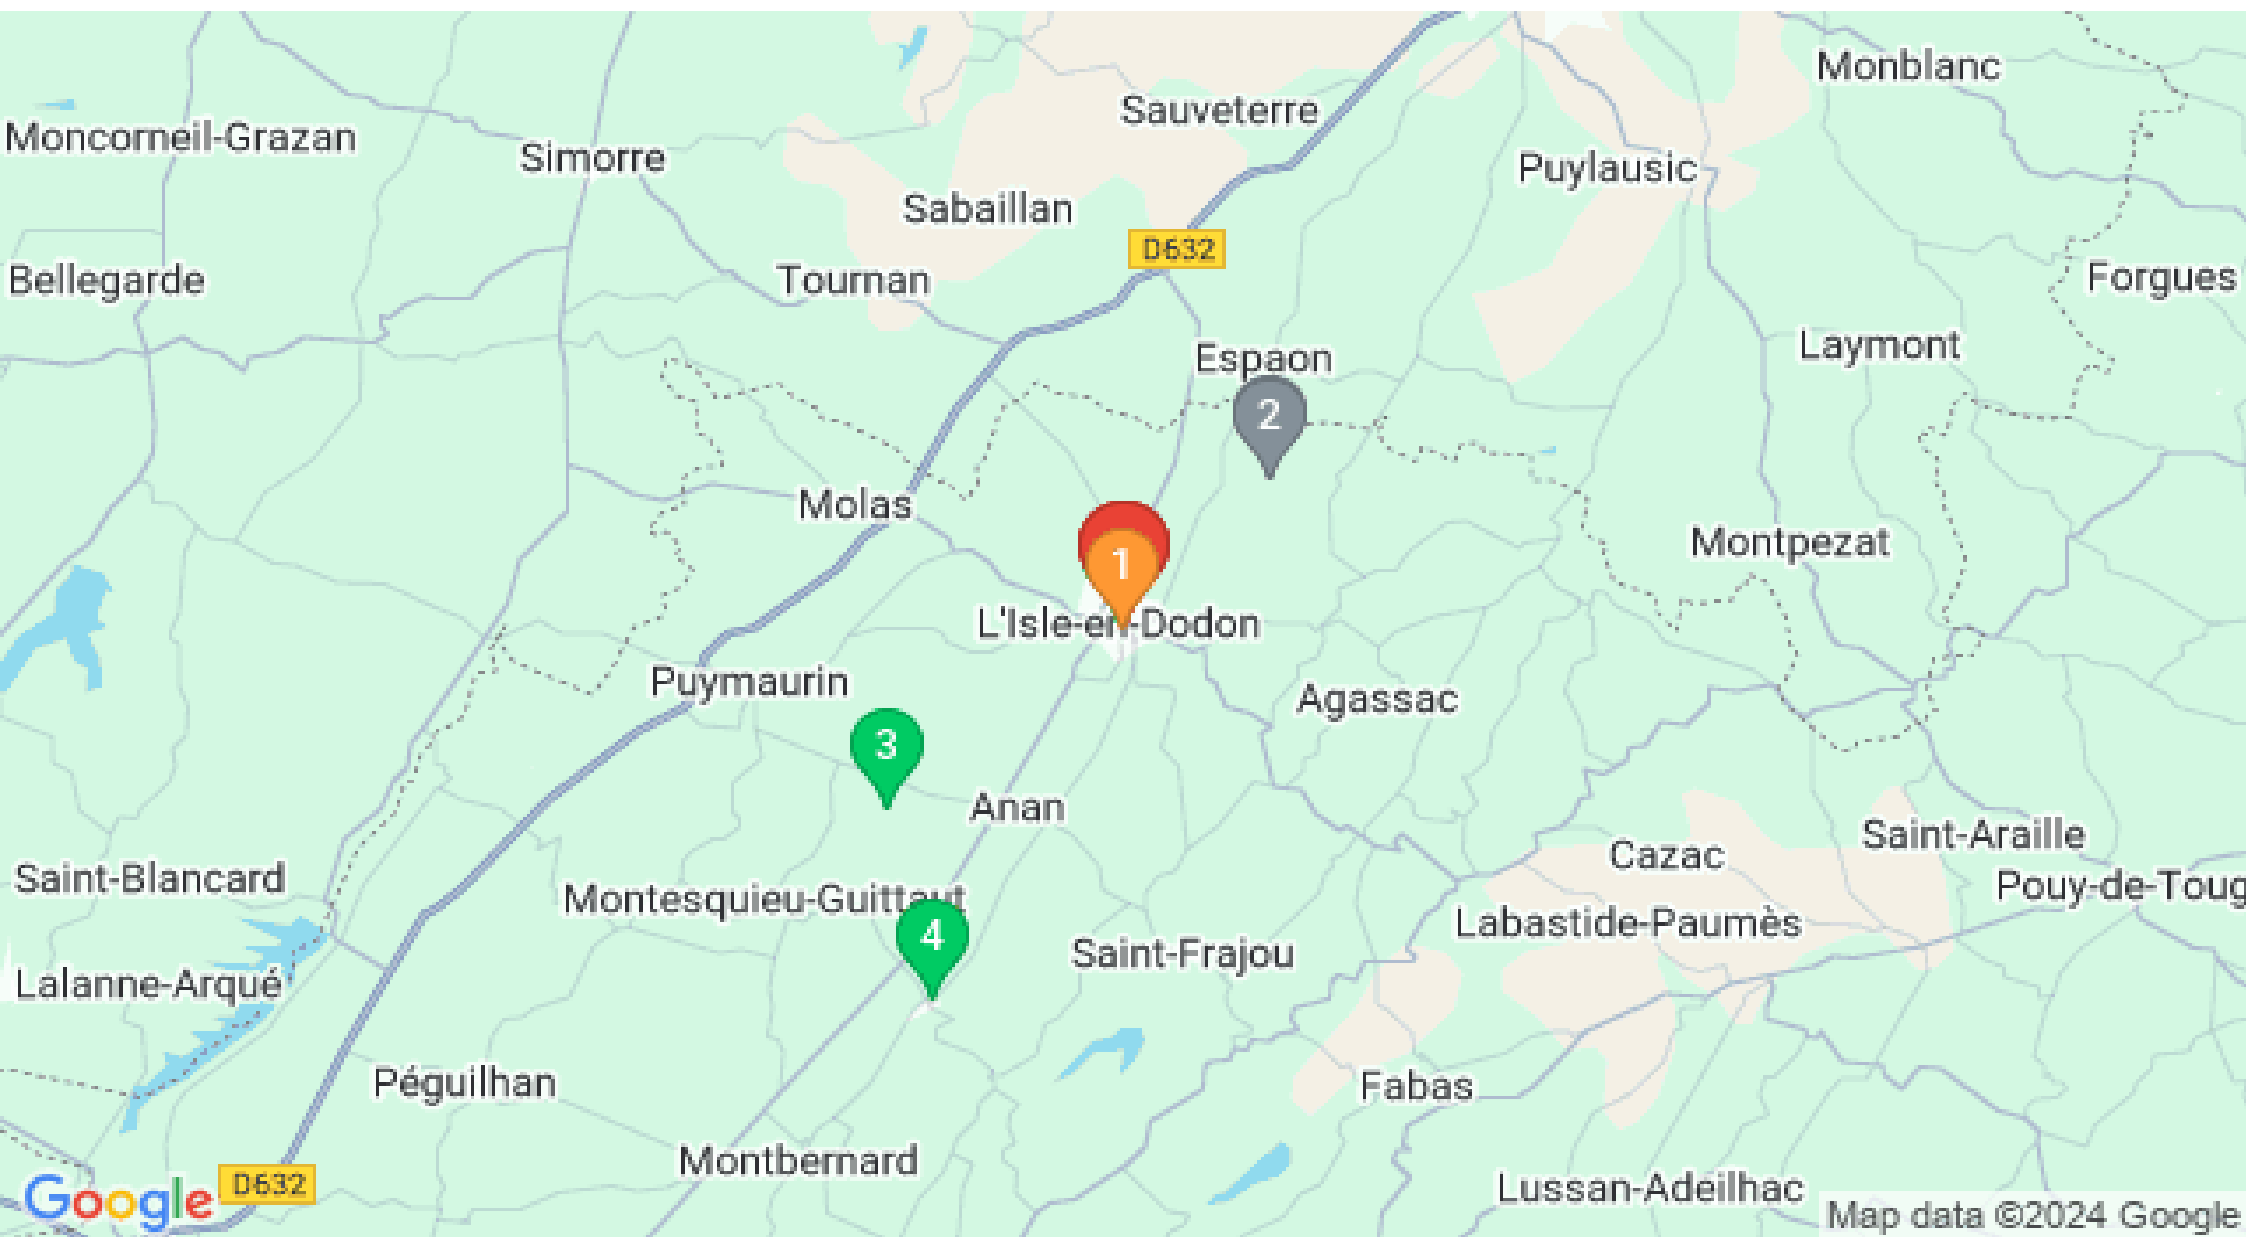 Monblanc
Sauveterre
Moncorneil-Grazan
Simorre
Puylausic
Sabaillan
D632
Bellegarde
Tournan
Forgues
Laymont
Espaon
2
Molas
Montpezat
1
L'Isle-en-Dodon
Puymaurin
Agassac
3
Anan
Saint-Araille
Cazac
Saint-Blancard
Pouy-de-Toug
Montesquieu-Guittaut
Labastide-Paumès
4
Saint-Frajou
Lalanne-Arqué
Péguilhan
Fabas
Montbernard
D632
Lussan-Adeilhac
Google
Map data ©2024 Google